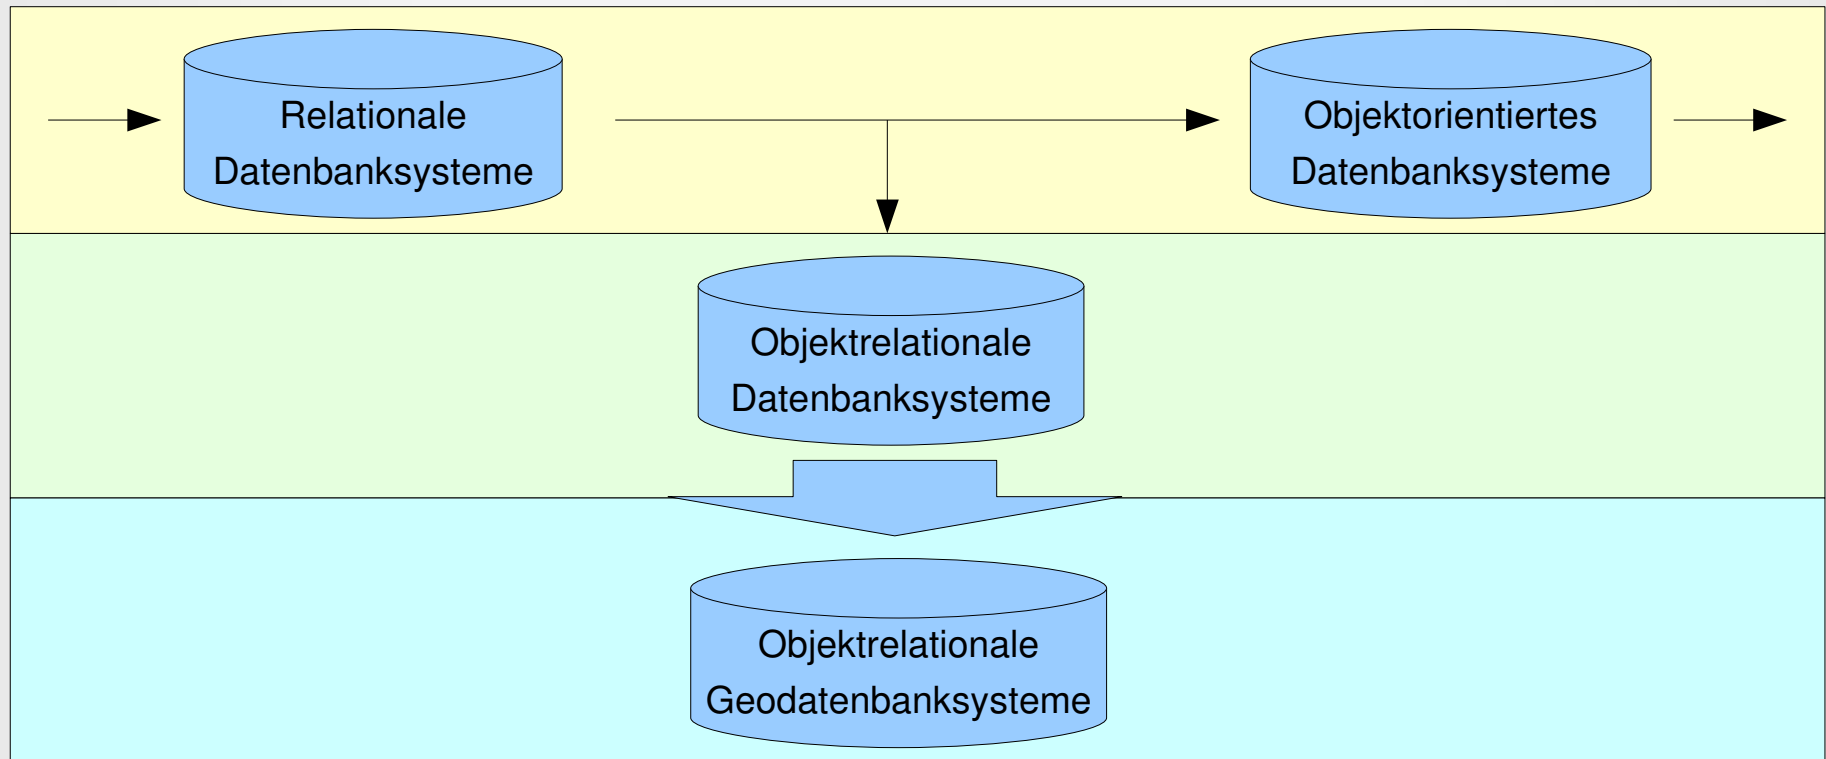 Relationale
Datenbanksysteme
Objektorientiertes
Datenbanksysteme
Objektrelationale
Datenbanksysteme
Objektrelationale
Geodatenbanksysteme